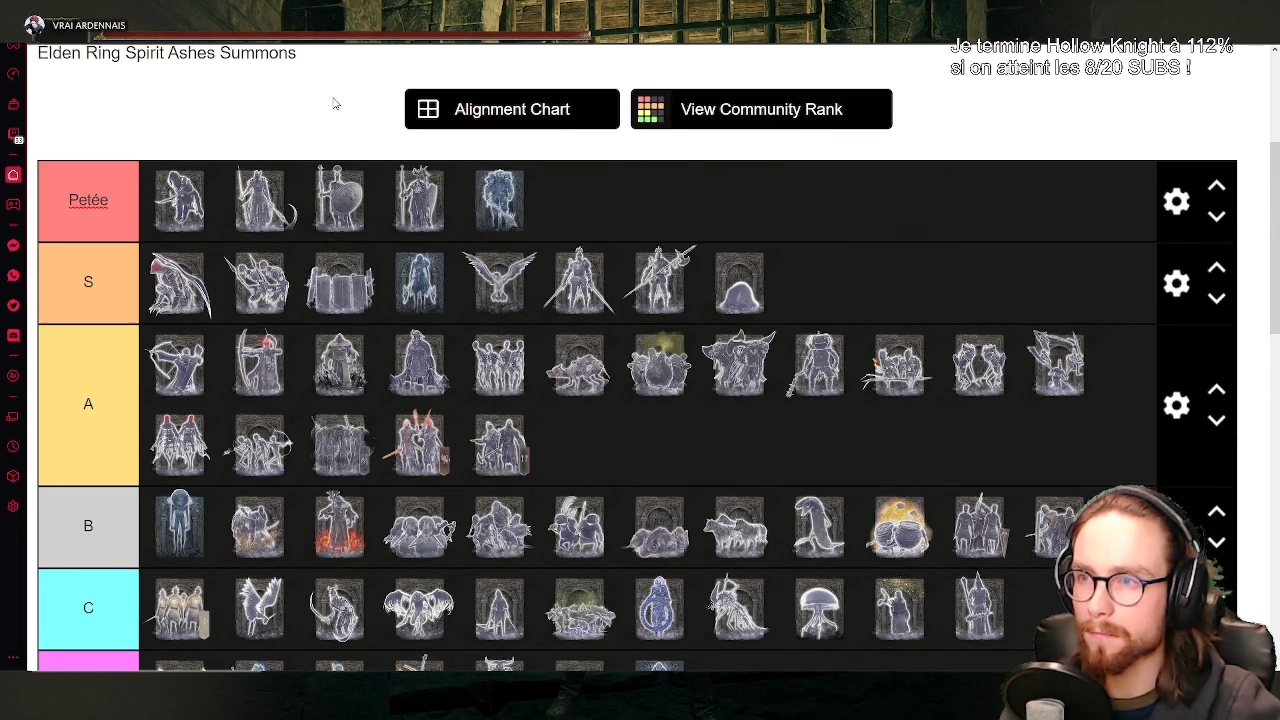 VRAI ARDENNAIS
Elden Ring Spirit Ashes Summons
Je termine Hollow Knight à 112%
si on atteint les &/20 SUBS !
Alignment Chart
View Community Rank
Petée
S
A
B
C